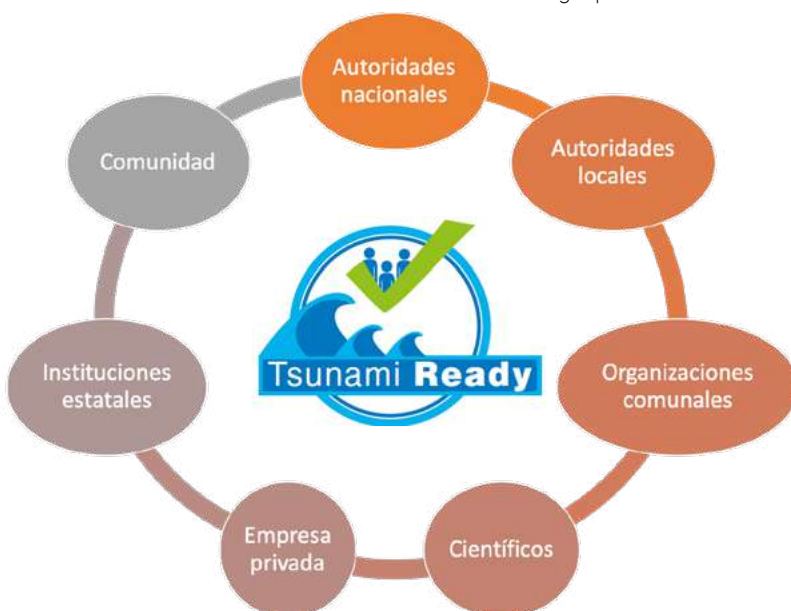 Autoridades
nacionales
Autoridades
locales
Organizaciones
comunales
Científicos
Empresa
privada
Instituciones
estatales
Comunidad
Tsunami Ready